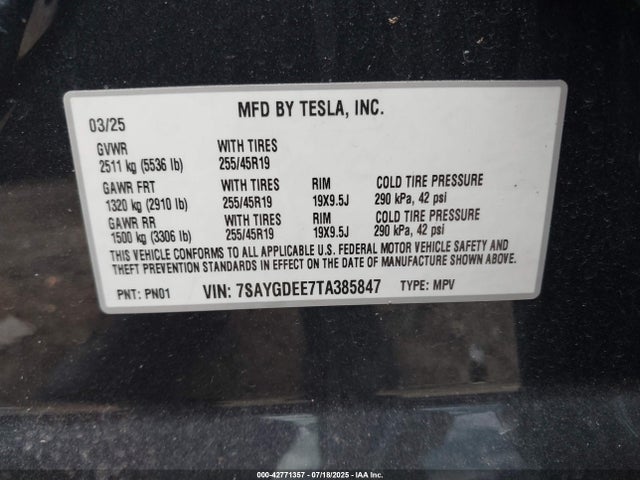 MFD BY TESLA, INC.
03/25
GVWR WITH TIRES
2511 kg (5536 lb) 255/45R19
GAWR FRT WITH TIRES RIM COLD TIRE PRESSURE
1320 kg (2910 lb) 255/45R19 19X9.5J 290 kPa, 42 psi
GAWR RR WITH TIRES RIM COLD TIRE PRESSURE
1500 kg (3306 lb) 255/45R19 19X9.5J 290 kPa, 42 psi
THIS VEHICLE CONFORMS TO ALL APPLICABLE U.S. FEDERAL MOTOR VEHICLE SAFETY AND
THEFT PREVENTION STANDARDS IN EFFECT ON THE DATE OF MANUFACTURE SHOWN ABOVE.
PNT: PN01 VIN: 7SAYGDEE7TA385847 TYPE: MPV
000-42771357 - 07/18/2025 - IAA, Inc.